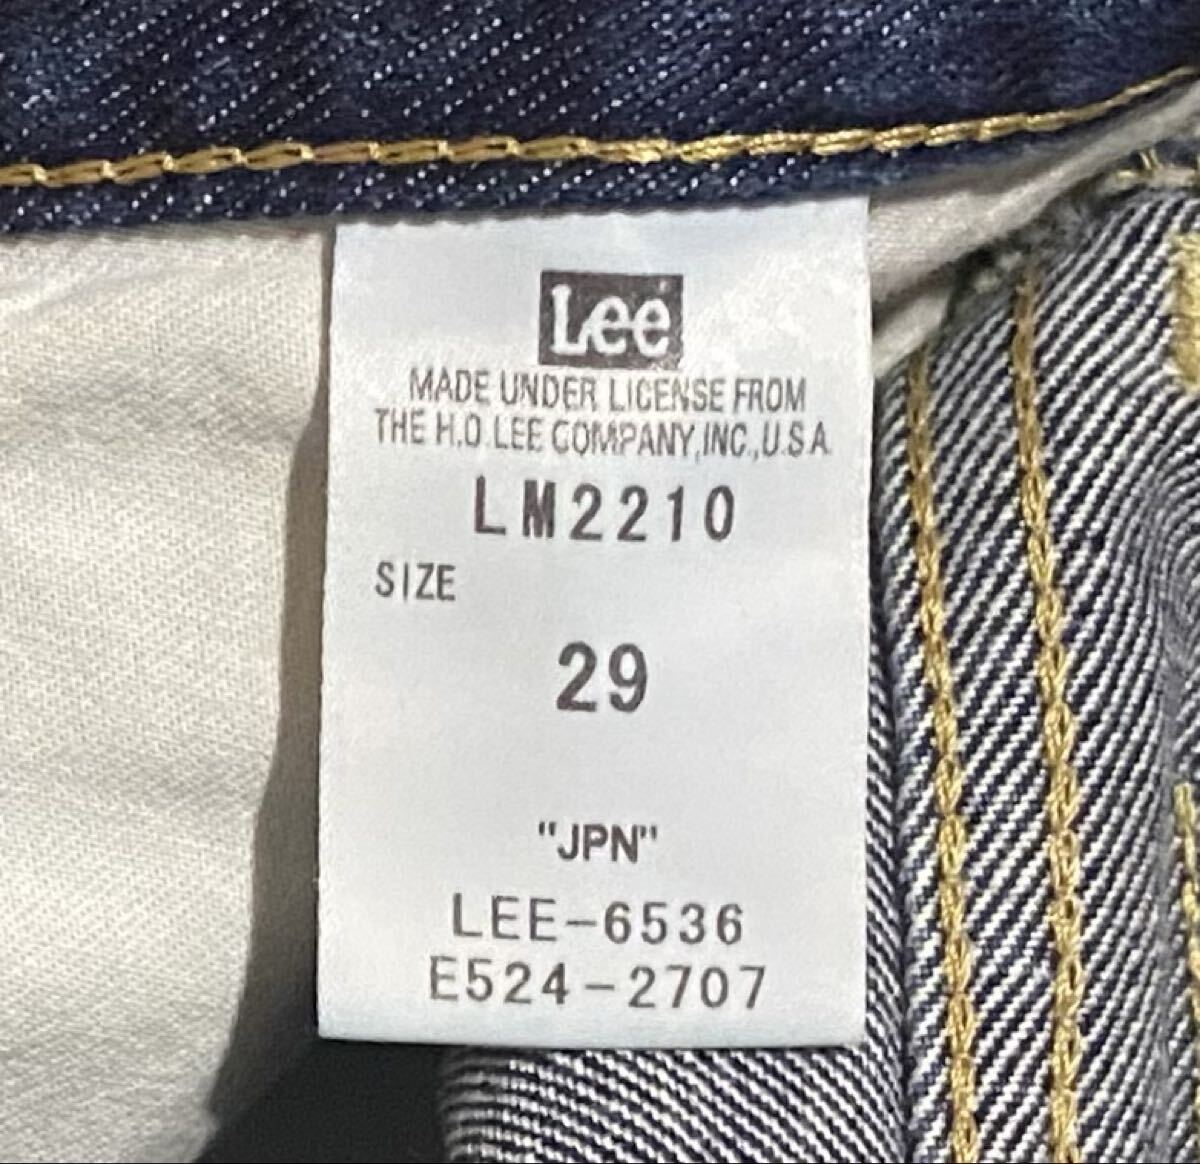 Lee
MADE UNDER LICENSE FROM
THE H.D.LEE COMPANY,INC.,U.S.A
LM2210
SIZE
29
"JPN"
LEE-6536
E524-2707